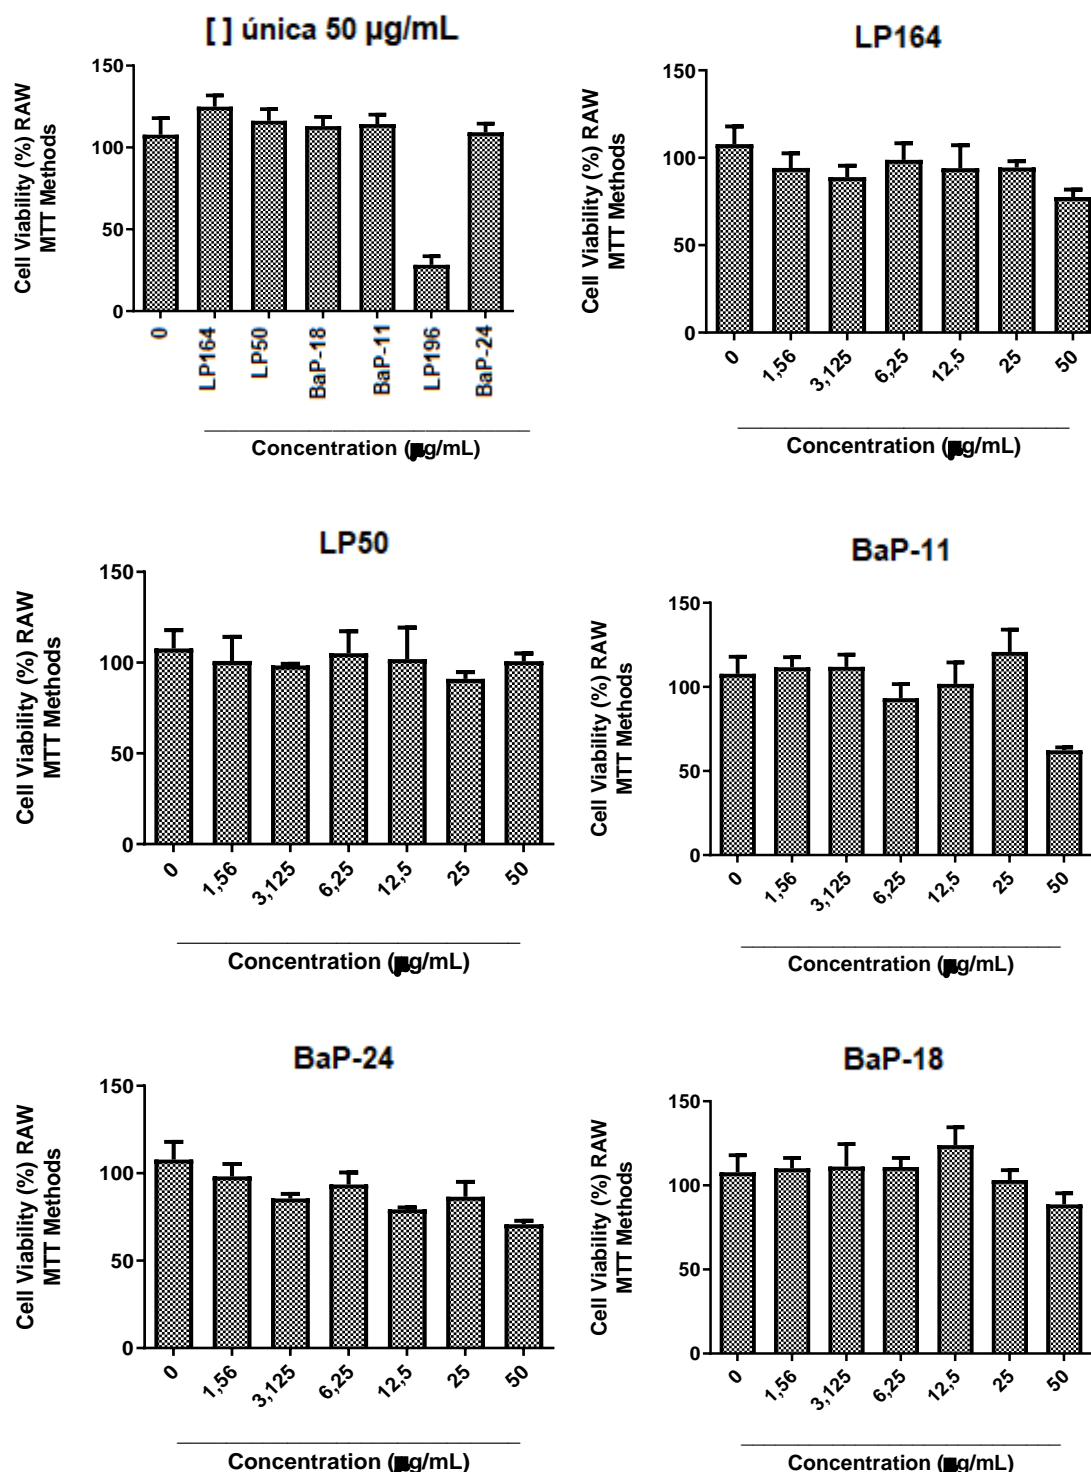 [ ] única 50 µg/mL
Cell Viability (%) RAW
MTT Methods
150
100
50
0
0
LP164
LP50
BaP-18
BaP-11
LP196
BaP-24
Concentration (µg/mL)
LP164
Cell Viability (%) RAW
MTT Methods
150
100
50
0
0
1,56
3,125
6,25
12,5
25
50
Concentration (µg/mL)
LP50
Cell Viability (%) RAW
MTT Methods
150
100
50
0
0
1,56
3,125
6,25
12,5
25
50
Concentration (µg/mL)
BaP-11
Cell Viability (%) RAW
MTT Methods
150
100
50
0
0
1,56
3,125
6,25
12,5
25
50
Concentration (µg/mL)
BaP-24
Cell Viability (%) RAW
MTT Methods
150
100
50
0
0
1,56
3,125
6,25
12,5
25
50
Concentration (µg/mL)
BaP-18
Cell Viability (%) RAW
MTT Methods
150
100
50
0
0
1,56
3,125
6,25
12,5
25
50
Concentration (µg/mL)